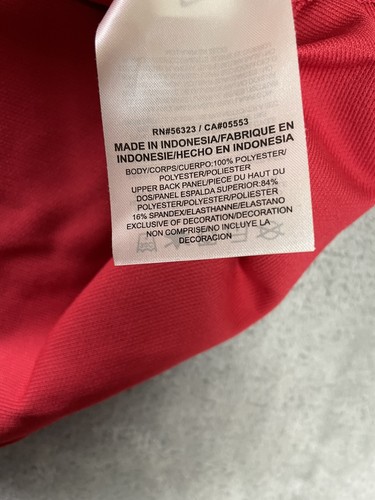 RN#56323 / CA#05553
MADE IN INDONESIA/FABRIQUE EN
INDONESIE/HECHO EN INDONESIA
BODY/CORPS/CUERPO:100% POLYESTER/
POLYESTER/POLIESTER
UPPER BACK PANEL/PIECE DU HAUT DU
DOS/PANEL ESPALDA SUPERIOR:84%
POLYESTER/POLYESTER/POLIESTER
16% SPANDEX/ELASTHANNE/ELASTANO
EXCLUSIVE OF DECORATION/DECORATION
NON COMPRISE/NO INCLUYE LA
DECORACION